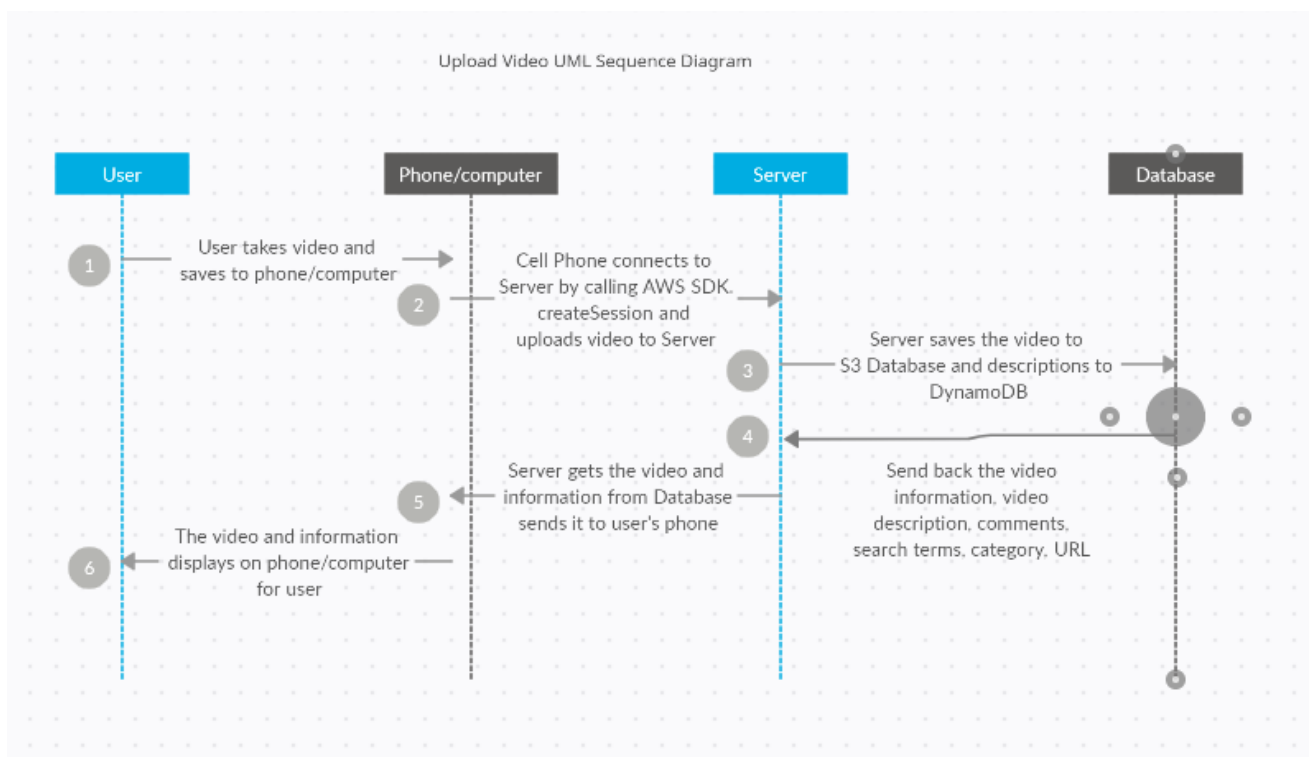 Upload Video UML Sequence Diagram
User
Phone/computer
Server
Database
1
User takes video and
saves to phone/computer
2
Cell Phone connects to
Server by calling AWS SDK.
createSession and
uploads video to Server
3
Server saves the video to
S3 Database and descriptions to
DynamoDB
4
Send back the video
information, video
description, comments,
search terms, category, URL
5
Server gets the video and
information from Database
sends it to user's phone
6
The video and information
displays on phone/computer
for user